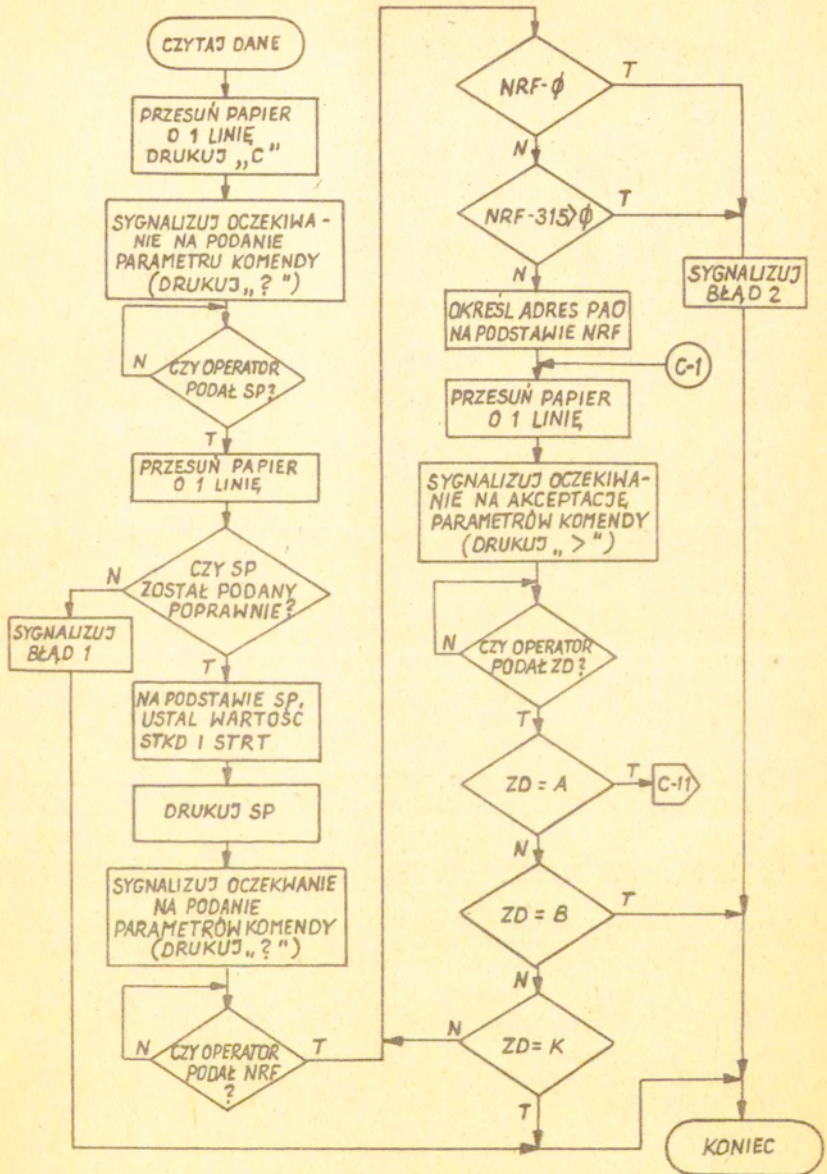 CZYTAJ DANE
PRZESUŃ PAPIER
O 1 LINIĘ
DRUKUJ „C"
SYGNALIZUJ OCZEKIWA-
NIE NA PODANIE
PARAMETRU KOMENDY
(DRUKUJ „?")
N
CZY OPERATOR
PODAŁ SP?
T
PRZESUŃ PAPIER
O 1 LINIĘ
N
CZY SP
ZOSTAŁ PODANY
POPRAWNIE?
SYGNALIZUJ
BŁĄD 1
T
NA PODSTAWIE SP,
USTAL WARTOŚĆ
STKD I STRT
DRUKUJ SP
SYGNALIZUJ OCZEKWANIE
NA PODANIE
PARAMETRÓW KOMENDY
(DRUKUJ „?")
N
CZY OPERATOR
PODAŁ NRF
?
T
NRF-ϕ
T
N
NRF-315>ϕ
T
N
SYGNALIZUJ
BŁĄD 2
OKREŚL ADRES PAO
NA PODSTAWIE NRF
C-1
PRZESUŃ PAPIER
O 1 LINIĘ
SYGNALIZUJ OCZEKIWA-
NIE NA AKCEPTACJĘ
PARAMETRÓW KOMENDY
(DRUKUJ „>")
N
CZY OPERATOR
PODAŁ ZD?
T
ZD = A
T
C-11
N
ZD = B
T
N
N
ZD = K
T
KONIEC